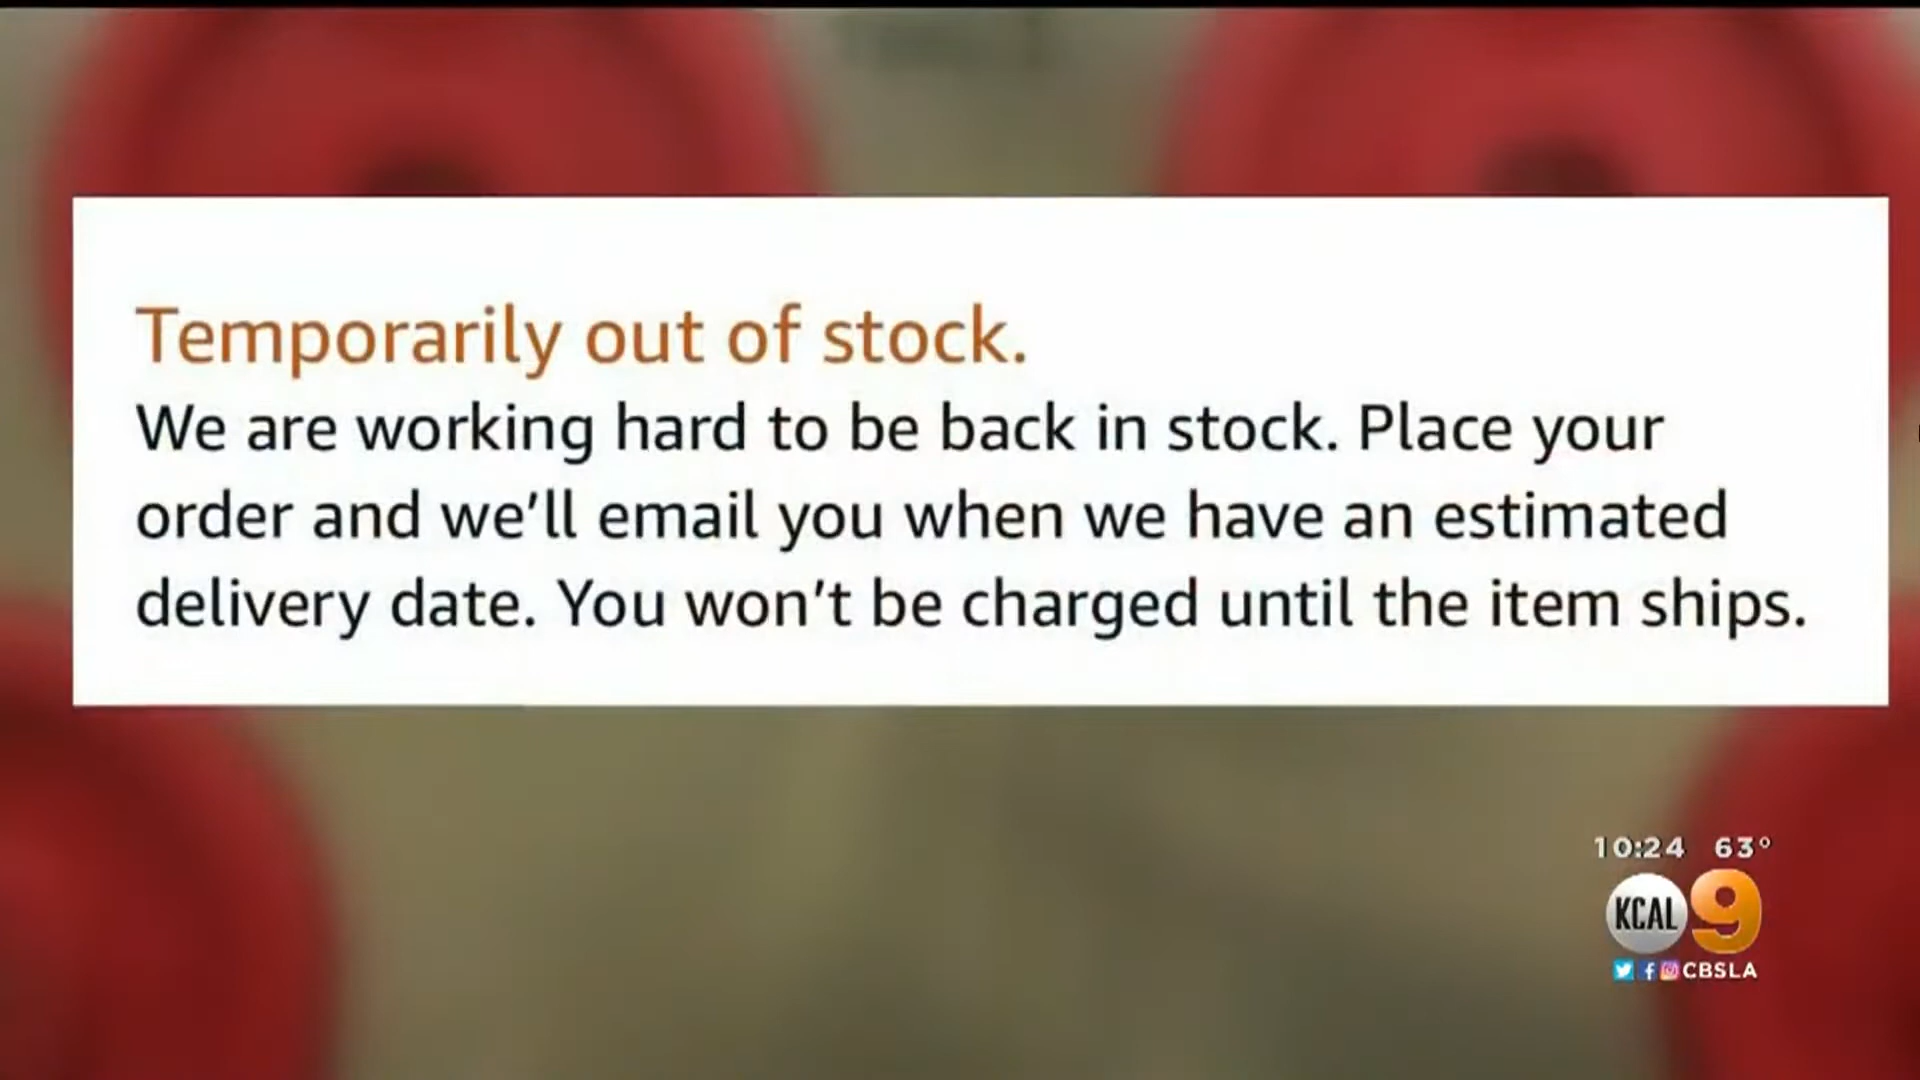 Temporarily out of stock.
We are working hard to be back in stock. Place your
order and we'll email you when we have an estimated
delivery date. You won't be charged until the item ships.
10:24 63°
KCAL 9
CBSLA